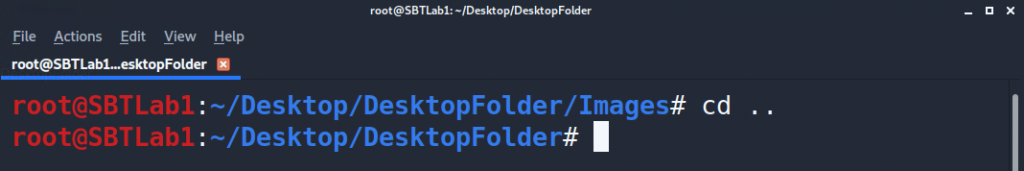 root@SBTLab1: ~/Desktop/DesktopFolder
File Actions Edit View Help
root@SBTLab1...esktopFolder
root@SBTLab1:~/Desktop/DesktopFolder/Images# cd ..
root@SBTLab1:~/Desktop/DesktopFolder#